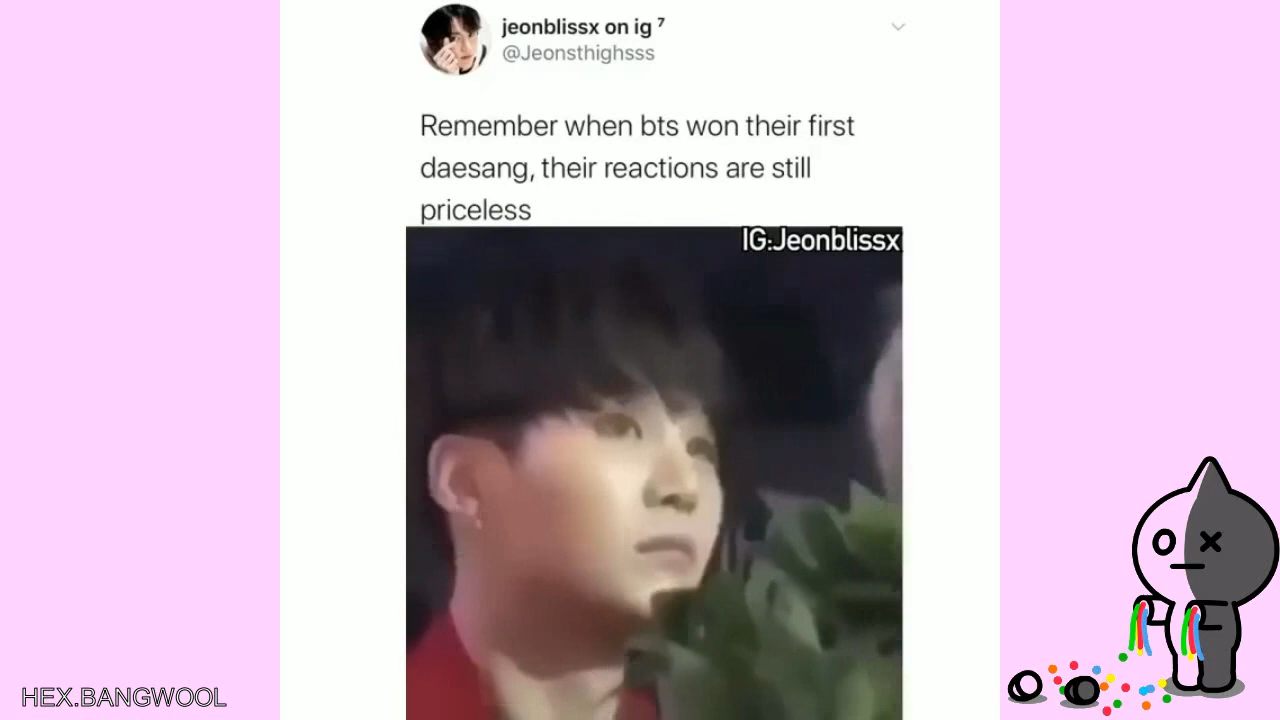 jeonblissx on ig ⁷
@Jeonsthighsss
Remember when bts won their first
daesang, their reactions are still
priceless
IG:Jeonblissx
HEX.BANGWOOL